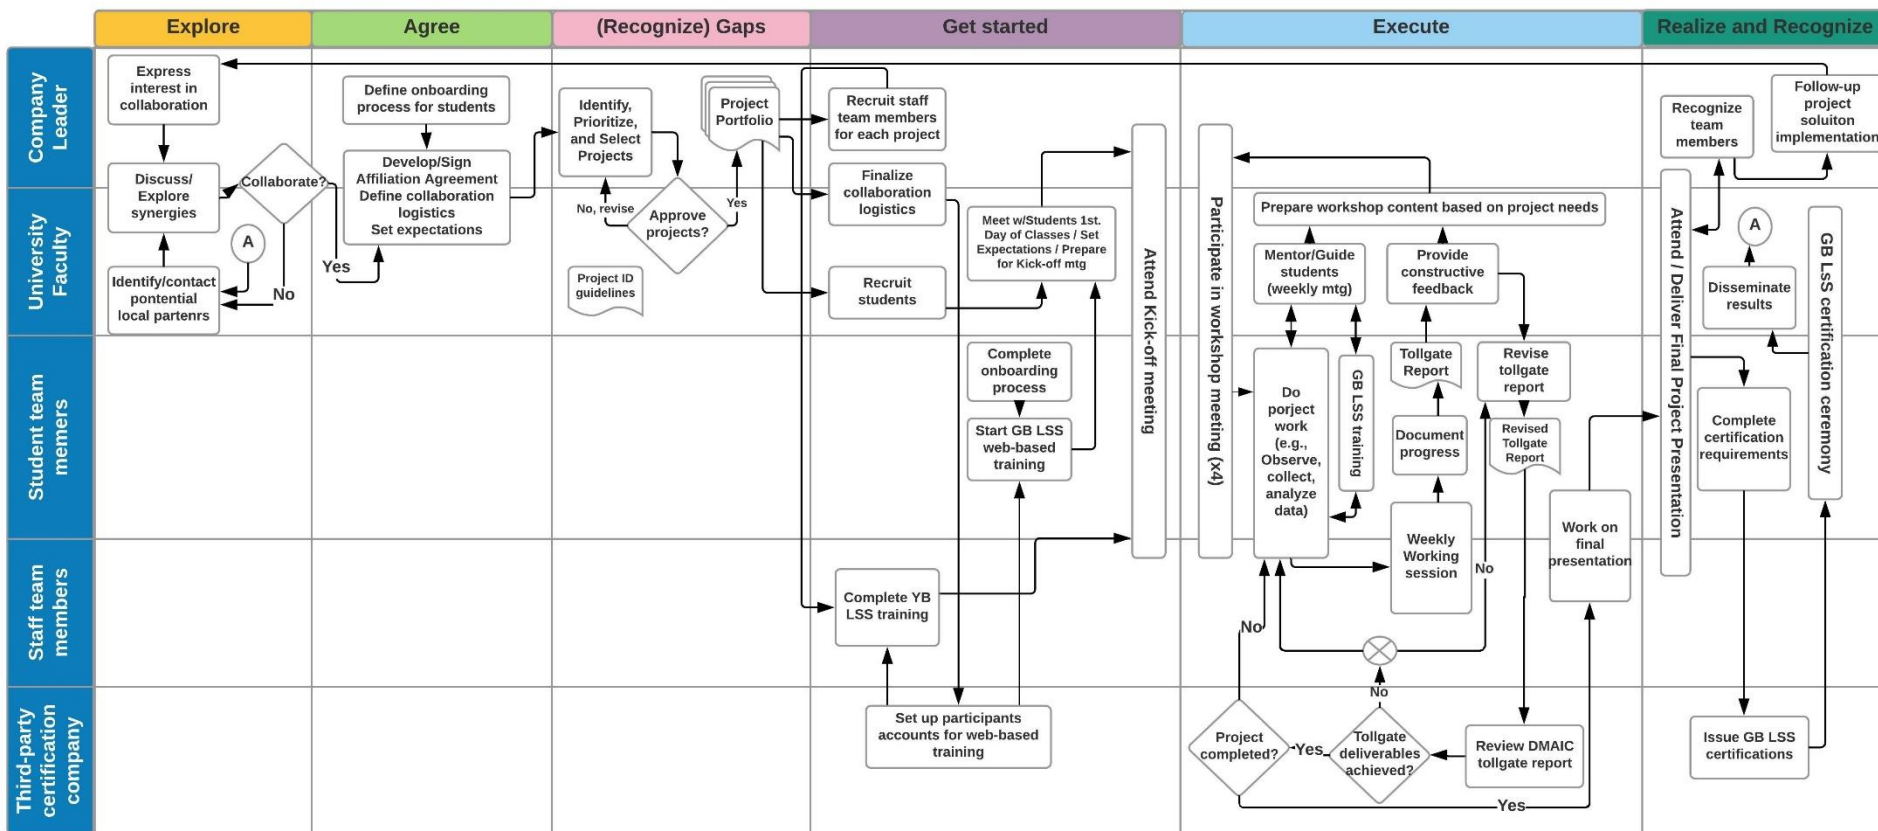 Explore
Agree
(Recognize) Gaps
Get started
Execute
Realize and Recognize
Company
Leader
University
Faculty
Student team
memers
Staff team
members
Third-party
certification
company
Express
interest in
collaboration
Discuss/
Explore
synergies
Collaborate?
A
No
Yes
Identify/contact
pontential
local partenrs
Define onboarding
process for students
Develop/Sign
Affiliation Agreement
Define collaboration
logistics
Set expectations
Identify,
Prioritize,
and Select
Projects
Project
Portfolio
No, revise
Yes
Approve
projects?
Project ID
guidelines
Recruit staff
team members
for each project
Finalize
collaboration
logistics
Recruit
students
Meet w/Students 1st.
Day of Classes / Set
Expectations / Prepare
for Kick-off mtg
Complete
onboarding
process
Start GB LSS
web-based
training
Complete YB
LSS training
Set up participants
accounts for web-based
training
Attend Kick-off meeting
Participate in workshop meeting (x4)
Prepare workshop content based on project needs
Mentor/Guide
students
(weekly mtg)
Provide
constructive
feedback
Do
porject
work
(e.g.,
Observe,
collect,
analyze
data)
GB LSS training
Tollgate
Report
Document
progress
Weekly
Working
session
Revise
tollgate
report
Revised
Tollgate
Report
No
Work on
final
presentation
No
No
Project
completed?
Yes
Tollgate
deliverables
achieved?
Review DMAIC
tollgate report
Yes
Recognize
team
members
Follow-up
project
soluiton
implementation
Attend / Deliver Final Project Presentation
A
Disseminate
results
GB LsS certification ceremony
Complete
certification
requirements
Issue GB LSS
certifications